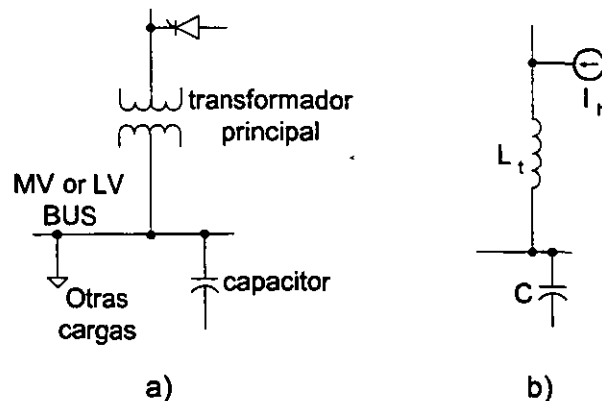 transformador
principal
MV or LV
BUS
Otras
cargas
capacitor
a)
I
L t
C
b)